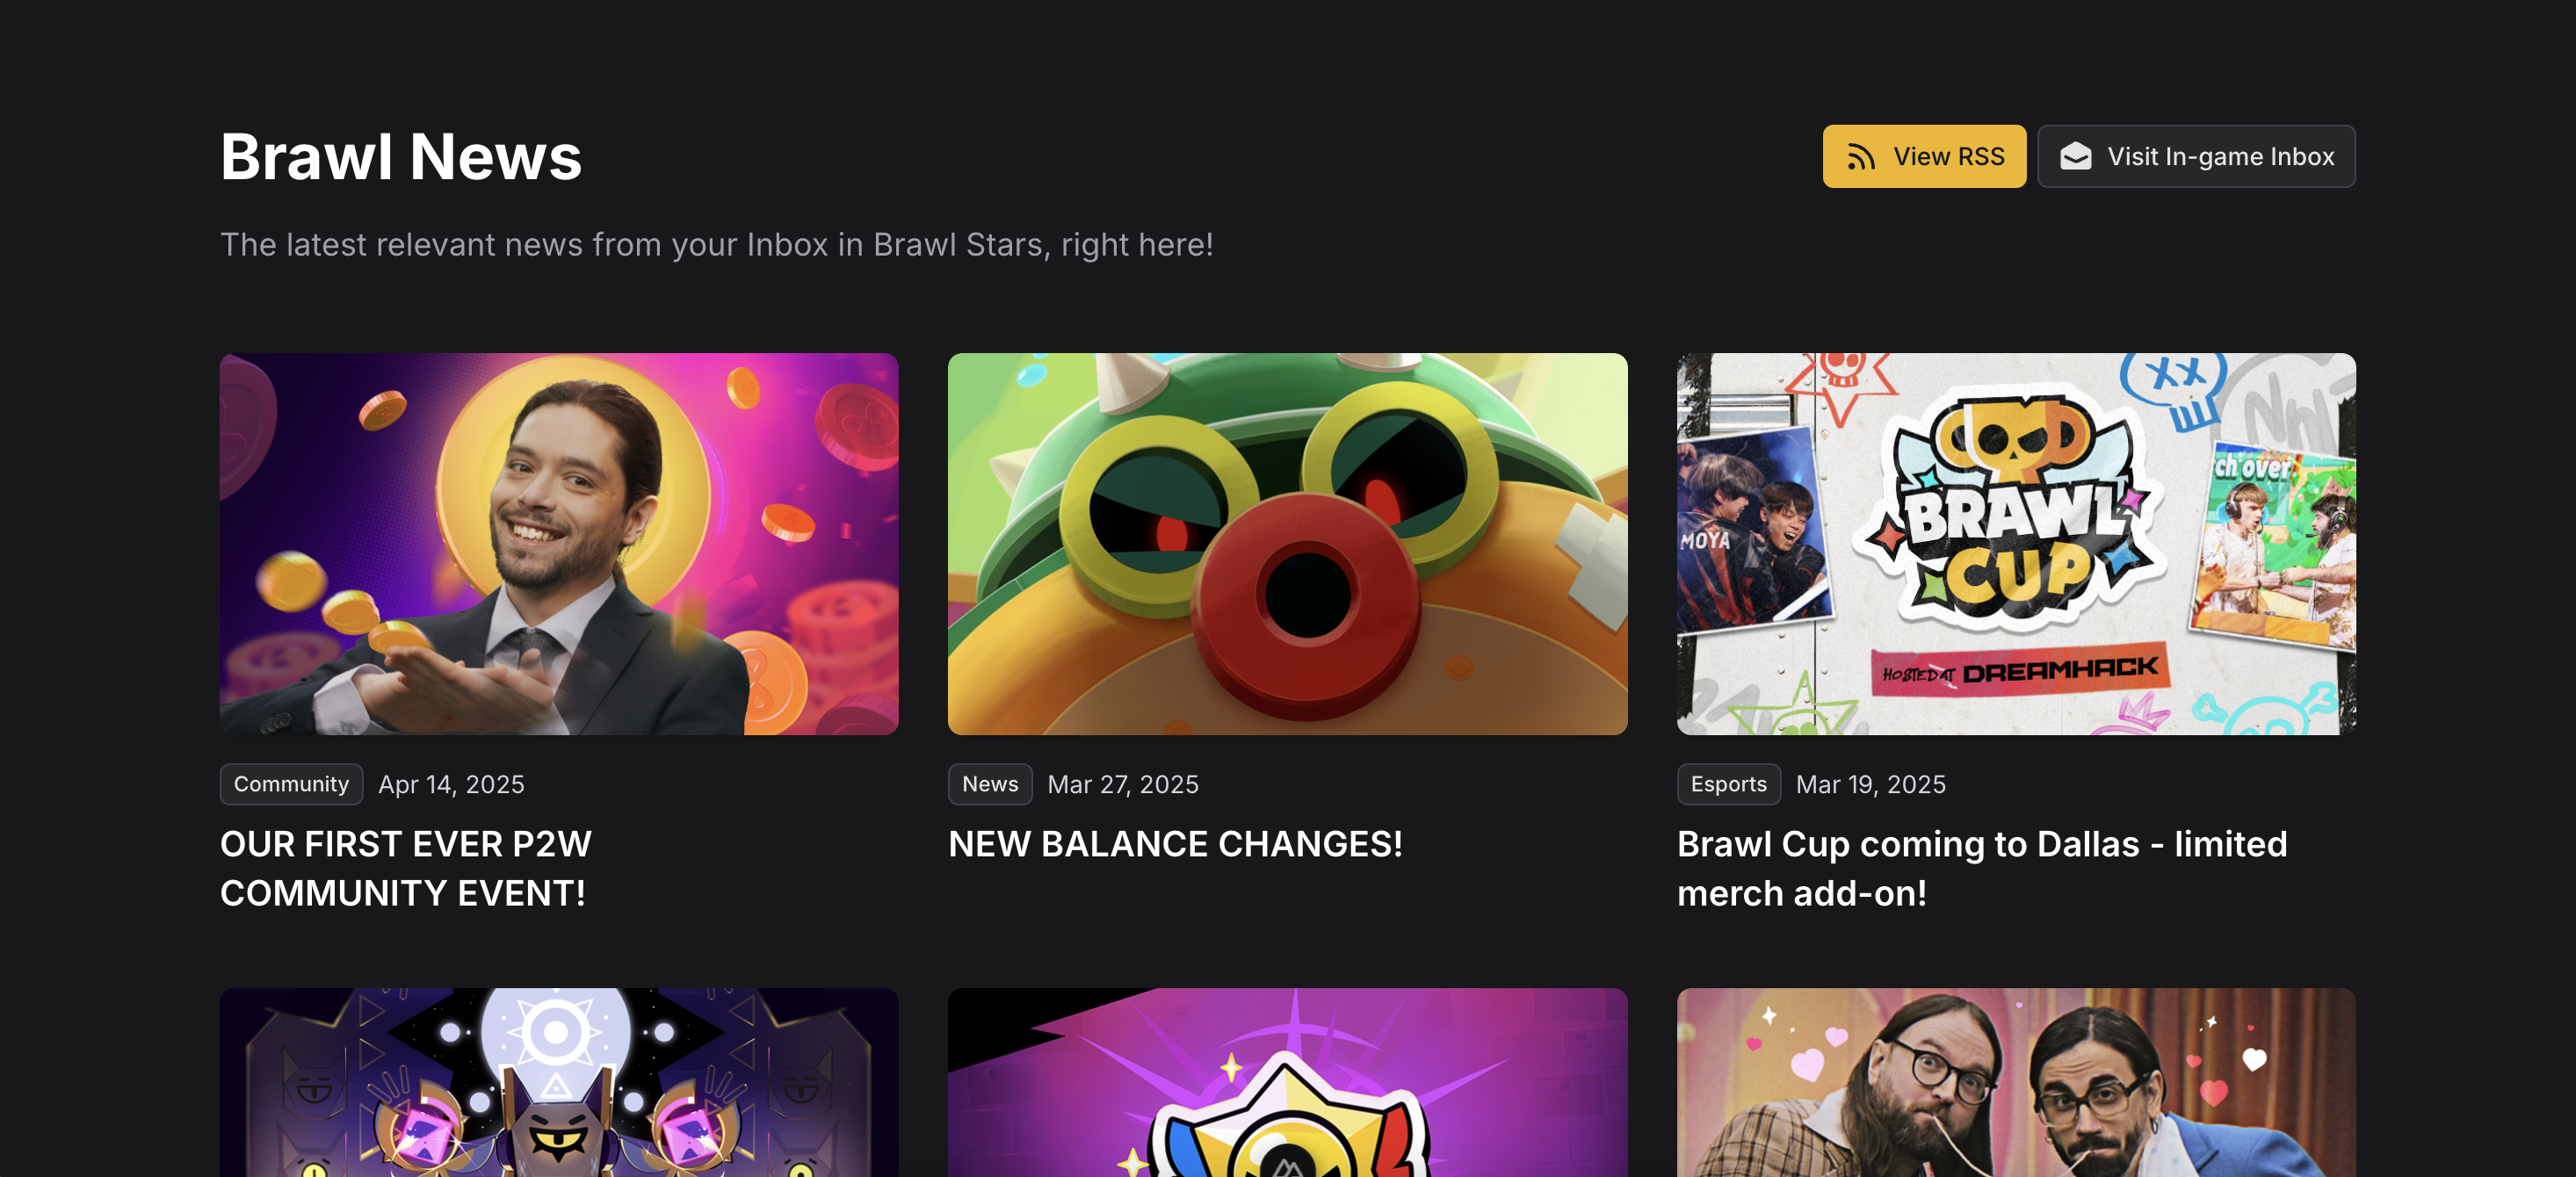 Brawl News
View RSS
Visit In-game Inbox
The latest relevant news from your Inbox in Brawl Stars, right here!
MOYA
BRAWL
CUP
HOSTED AT DREAMHACK
ch over
Community
Apr 14, 2025
OUR FIRST EVER P2W
COMMUNITY EVENT!
News
Mar 27, 2025
NEW BALANCE CHANGES!
Esports
Mar 19, 2025
Brawl Cup coming to Dallas - limited
merch add-on!